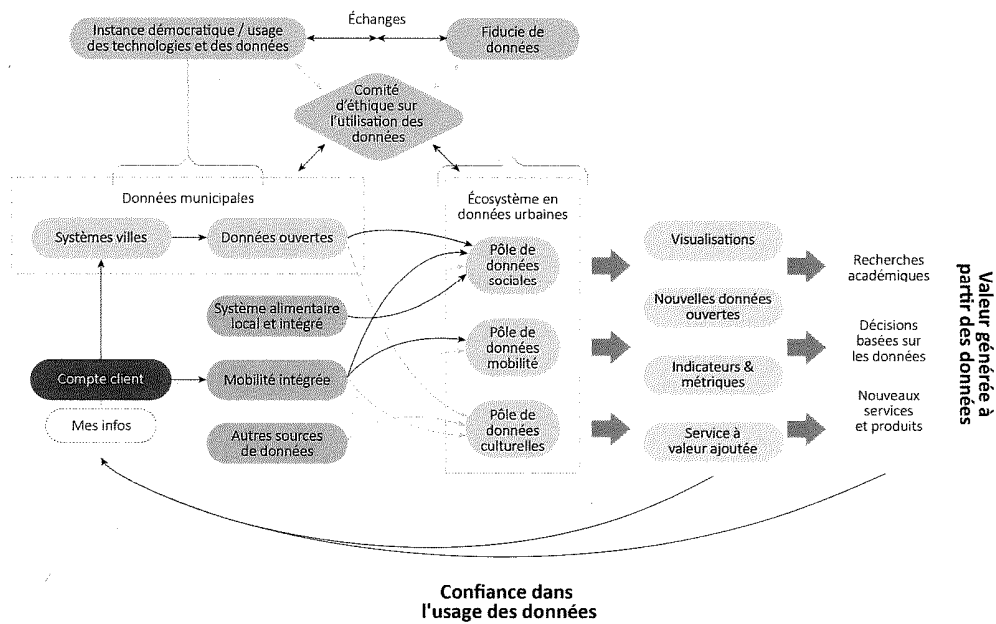 Échanges
Instance démocratique / usage
des technologies et des données
Fiducie de
données
Comité
d'éthique sur
l'utilisation des
données
Données municipales
Écosystème en
données urbaines
Systèmes villes
Données ouvertes
Pôle de
données
sociales
Visualisations
Recherches
académiques
Système alimentaire
local et intégré
Nouvelles données
ouvertes
Pôle de
données
mobilité
Décisions
basées sur
les données
Compte client
Mobilité intégrée
Indicateurs &
métriques
Mes infos
Autres sources
de données
Pôle de
données
culturelles
Service à
valeur ajoutée
Nouveaux
services
et produits
Valeur générée à
partir des données
Confiance dans
l'usage des données